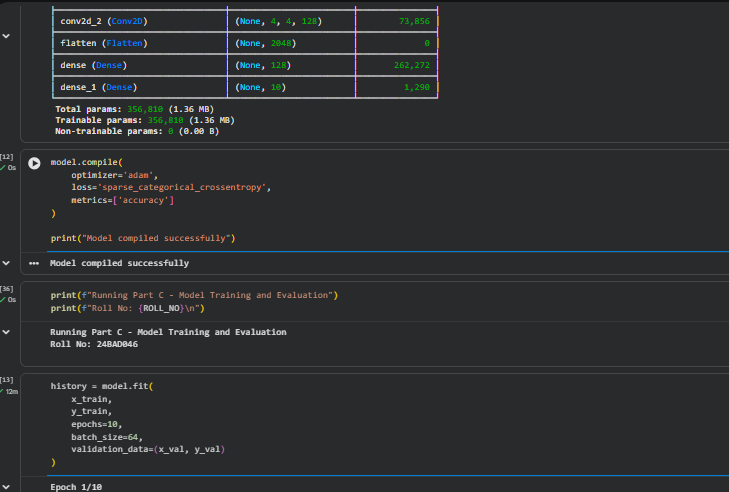 conv2d_2 (Conv2D) (None, 4, 4, 128) 73,856
flatten (Flatten) (None, 2048) 0
dense (Dense) (None, 128) 262,272
dense_1 (Dense) (None, 10) 1,290
Total params: 356,810 (1.36 MB)
Trainable params: 356,810 (1.36 MB)
Non-trainable params: 0 (0.00 B)
[12]
0s
model.compile(
optimizer='adam',
loss='sparse_categorical_crossentropy',
metrics=['accuracy']
)
print("Model compiled successfully")
Model compiled successfully
[36]
0s
print(f"Running Part C - Model Training and Evaluation")
print(f"Roll No: {ROLL_NO}\n")
Running Part C - Model Training and Evaluation
Roll No: 24BAD046
[13]
12m
history = model.fit(
x_train,
y_train,
epochs=10,
batch_size=64,
validation_data=(x_val, y_val)
)
Epoch 1/10